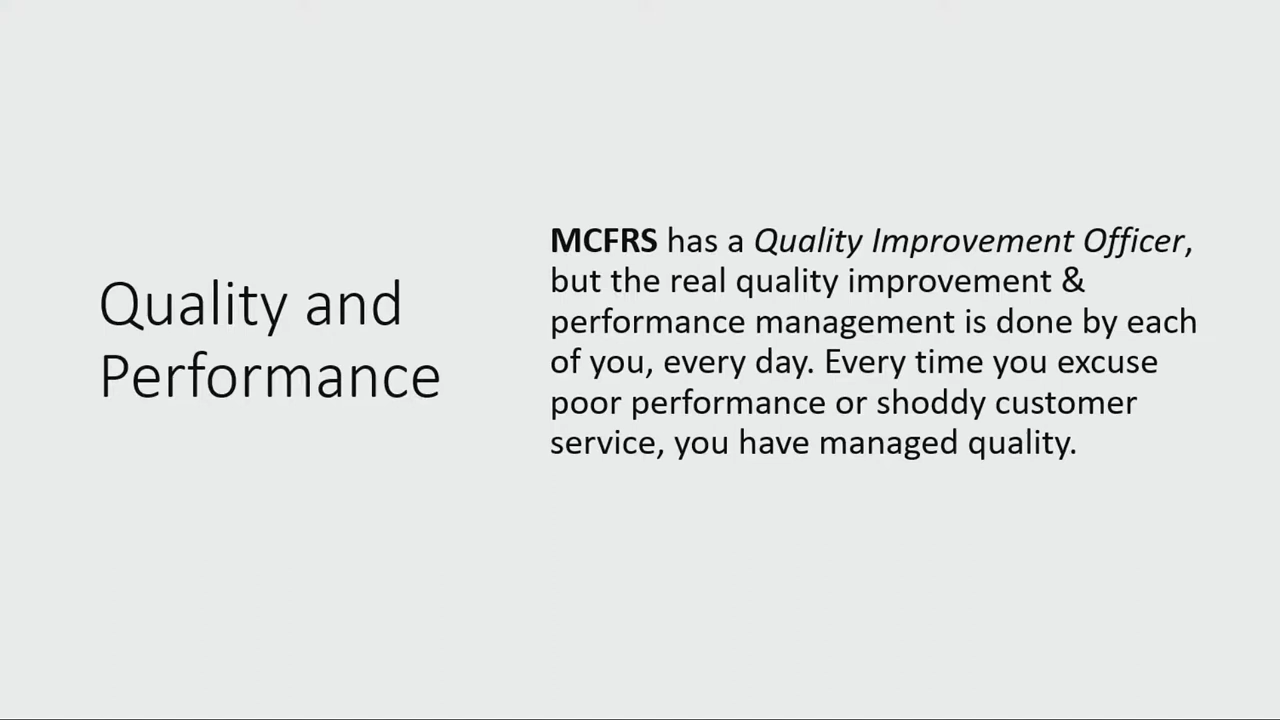 Quality and
Performance
MCFRS has a Quality Improvement Officer,
but the real quality improvement &
performance management is done by each
of you, every day. Every time you excuse
poor performance or shoddy customer
service, you have managed quality.